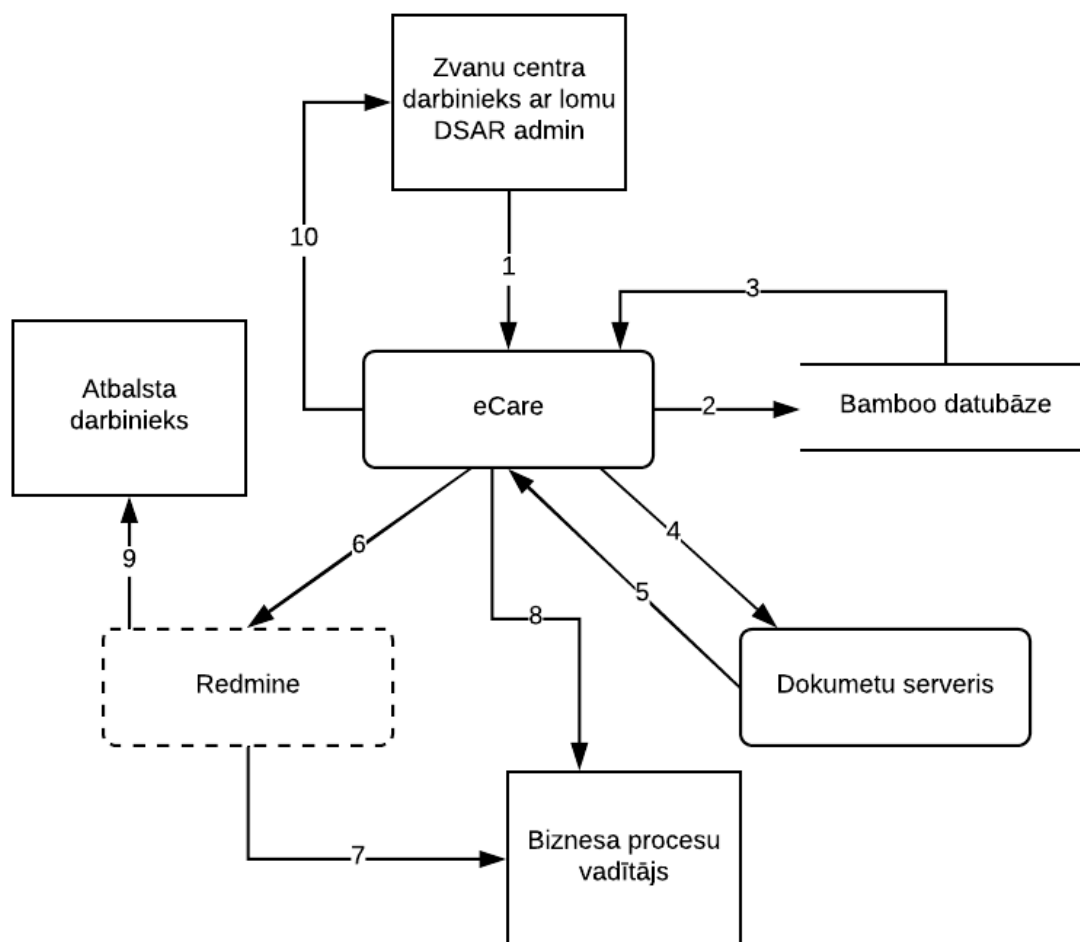 Zvanu centra
darbinieks ar lomu
DSAR admin
10
1
3
Atbalsta
darbinieks
eCare
2
Bamboo datubāze
9
6
4
5
8
Redmine
Dokumetu serveris
7
Biznesa procesu
vadītājs